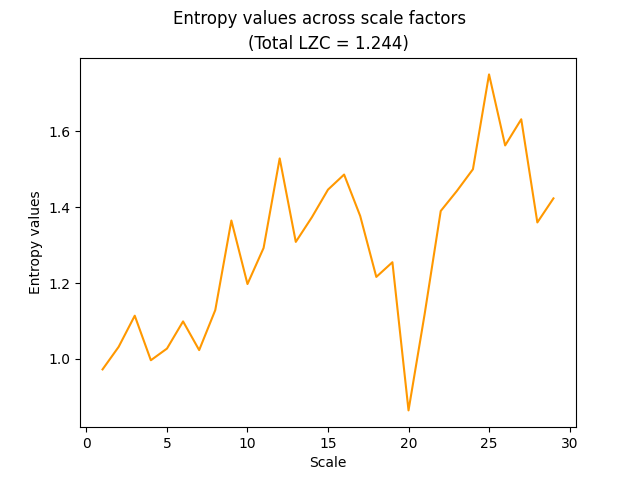 Entropy values across scale factors
(Total LZC = 1.244)
Entropy values
1.6
1.4
1.2
1.0
0
5
10
15
20
25
30
Scale